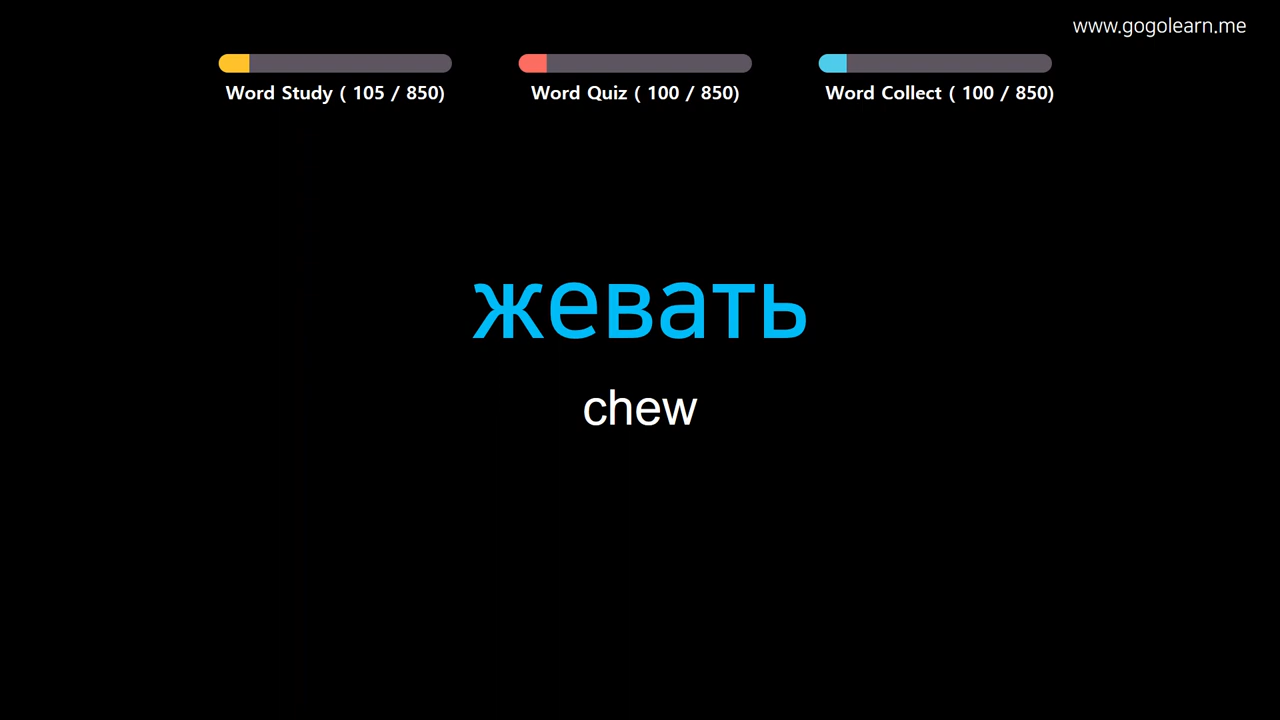 www.gogolearn.me
Word Study ( 105 / 850)
Word Quiz ( 100 / 850)
Word Collect ( 100 / 850)
жевать
chew